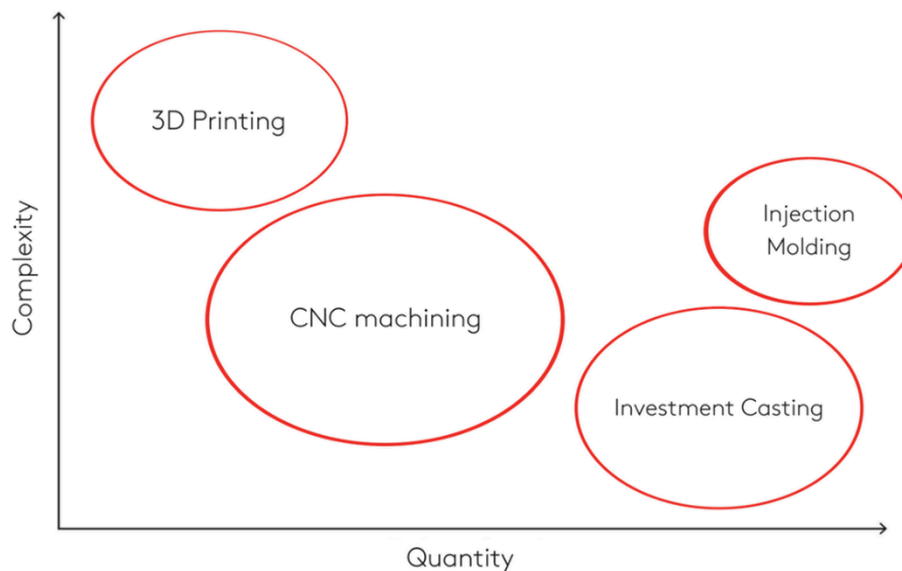 3D Printing
Injection
Molding
CNC machining
Investment Casting
Complexity
Quantity